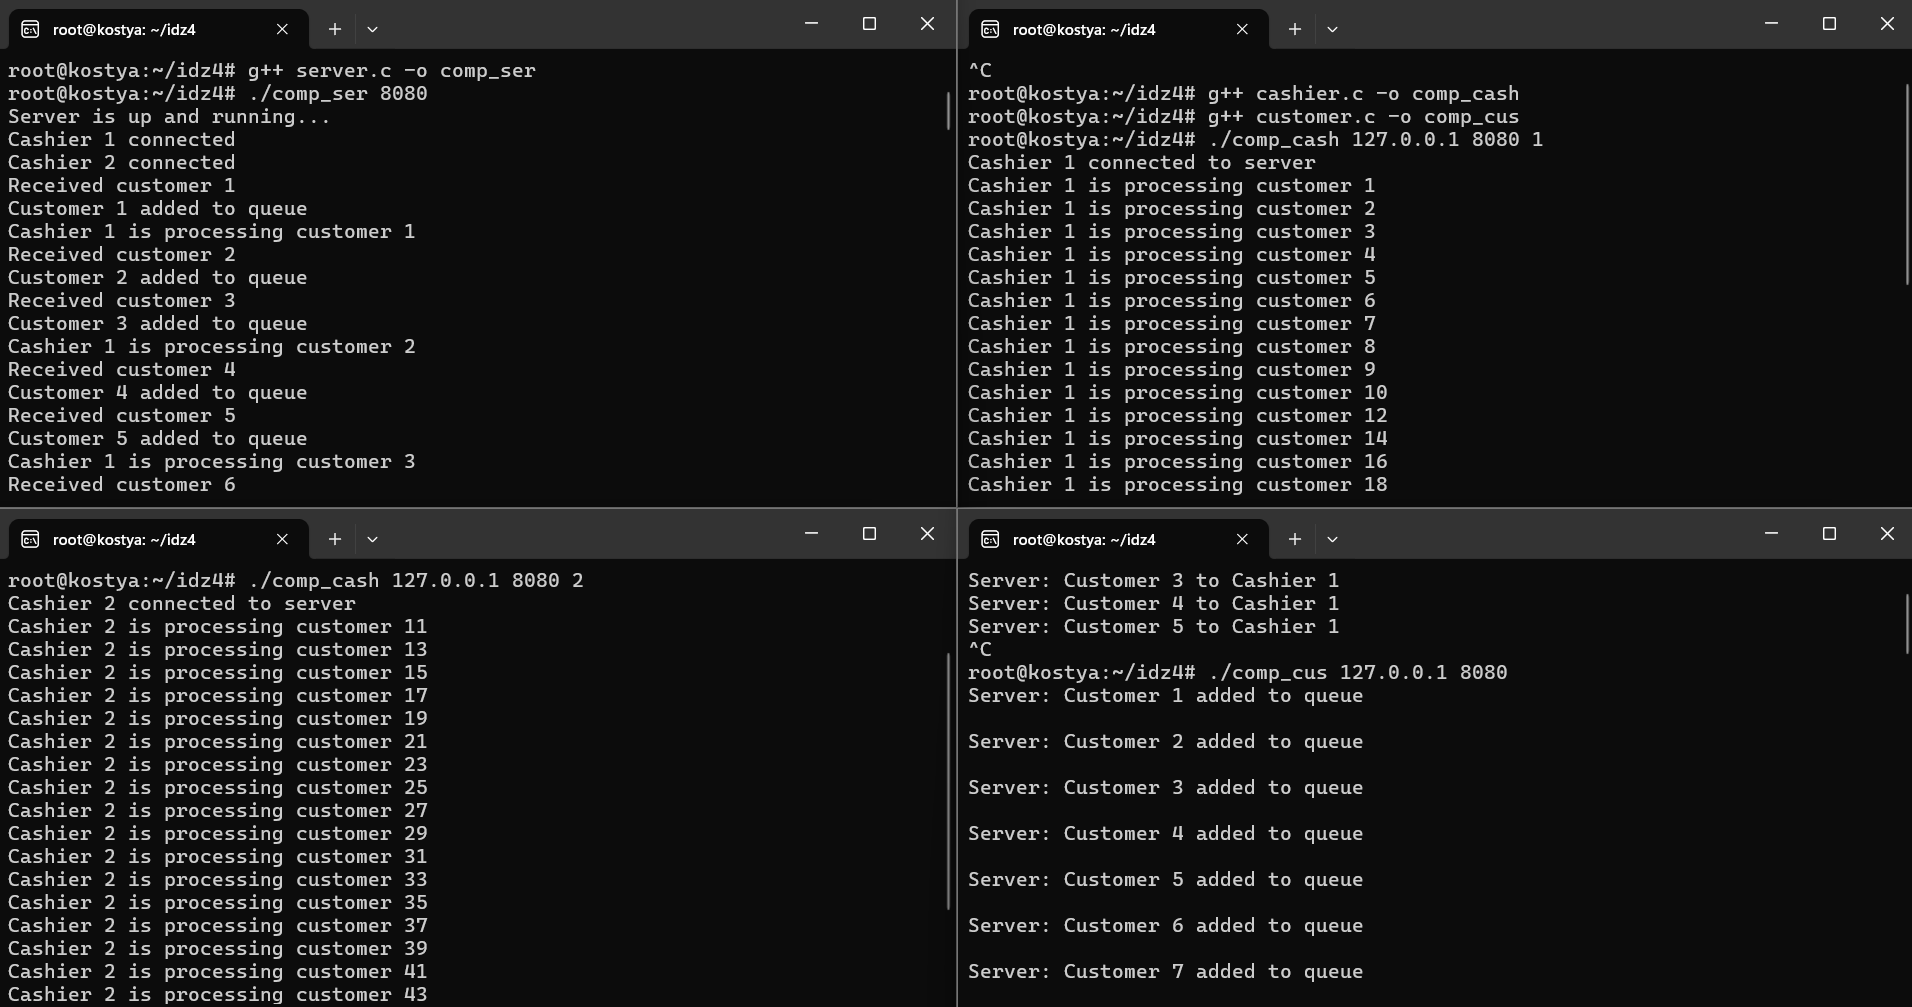 root@kostya: ~/idz4
root@kostya:~/idz4# g++ server.c -o comp_ser
root@kostya:~/idz4# ./comp_ser 8080
Server is up and running...
Cashier 1 connected
Cashier 2 connected
Received customer 1
Customer 1 added to queue
Cashier 1 is processing customer 1
Received customer 2
Customer 2 added to queue
Received customer 3
Customer 3 added to queue
Cashier 1 is processing customer 2
Received customer 4
Customer 4 added to queue
Received customer 5
Customer 5 added to queue
Cashier 1 is processing customer 3
Received customer 6
root@kostya: ~/idz4
^C
root@kostya:~/idz4# g++ cashier.c -o comp_cash
root@kostya:~/idz4# g++ customer.c -o comp_cus
root@kostya:~/idz4# ./comp_cash 127.0.0.1 8080 1
Cashier 1 connected to server
Cashier 1 is processing customer 1
Cashier 1 is processing customer 2
Cashier 1 is processing customer 3
Cashier 1 is processing customer 4
Cashier 1 is processing customer 5
Cashier 1 is processing customer 6
Cashier 1 is processing customer 7
Cashier 1 is processing customer 8
Cashier 1 is processing customer 9
Cashier 1 is processing customer 10
Cashier 1 is processing customer 12
Cashier 1 is processing customer 14
Cashier 1 is processing customer 16
Cashier 1 is processing customer 18
root@kostya: ~/idz4
root@kostya:~/idz4# ./comp_cash 127.0.0.1 8080 2
Cashier 2 connected to server
Cashier 2 is processing customer 11
Cashier 2 is processing customer 13
Cashier 2 is processing customer 15
Cashier 2 is processing customer 17
Cashier 2 is processing customer 19
Cashier 2 is processing customer 21
Cashier 2 is processing customer 23
Cashier 2 is processing customer 25
Cashier 2 is processing customer 27
Cashier 2 is processing customer 29
Cashier 2 is processing customer 31
Cashier 2 is processing customer 33
Cashier 2 is processing customer 35
Cashier 2 is processing customer 37
Cashier 2 is processing customer 39
Cashier 2 is processing customer 41
Cashier 2 is processing customer 43
root@kostya: ~/idz4
Server: Customer 3 to Cashier 1
Server: Customer 4 to Cashier 1
Server: Customer 5 to Cashier 1
^C
root@kostya:~/idz4# ./comp_cus 127.0.0.1 8080
Server: Customer 1 added to queue
Server: Customer 2 added to queue
Server: Customer 3 added to queue
Server: Customer 4 added to queue
Server: Customer 5 added to queue
Server: Customer 6 added to queue
Server: Customer 7 added to queue